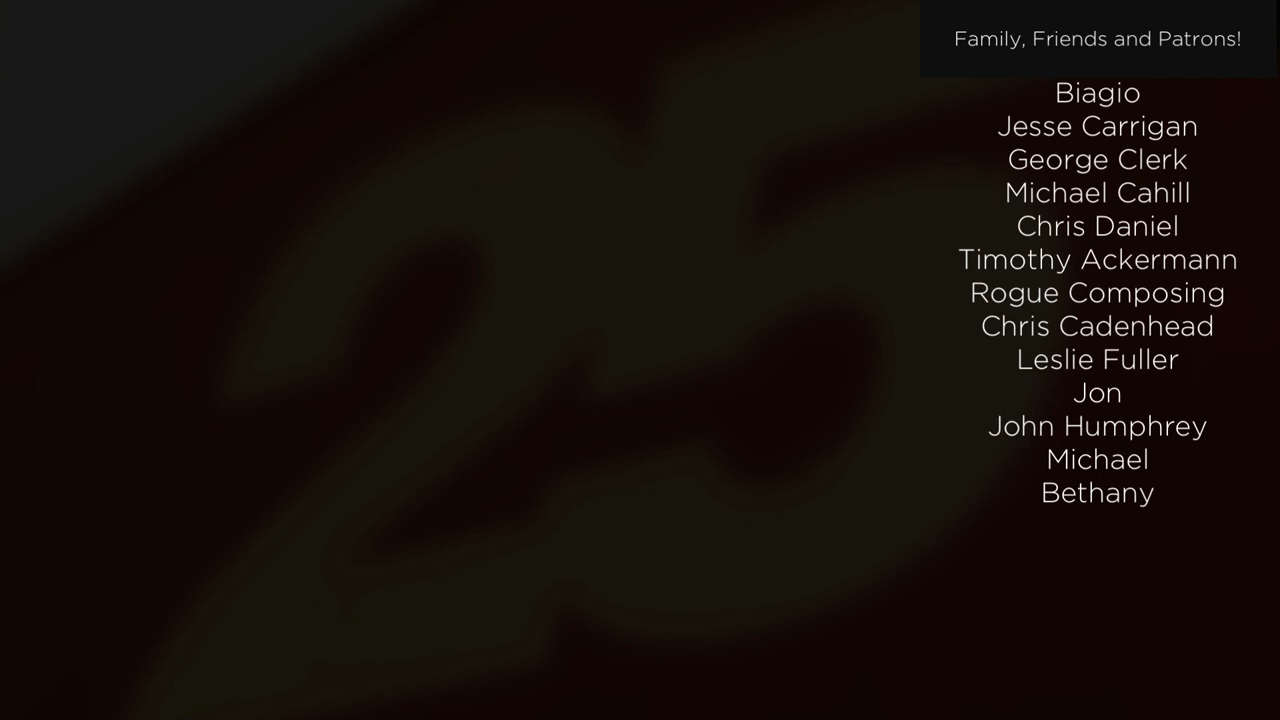 Family, Friends and Patrons!
Biagio
Jesse Carrigan
George Clerk
Michael Cahill
Chris Daniel
Timothy Ackermann
Rogue Composing
Chris Cadenhead
Leslie Fuller
Jon
John Humphrey
Michael
Bethany
25